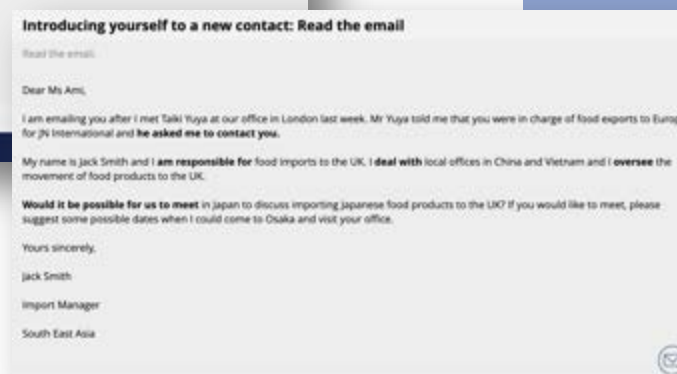 Introducing yourself to a new contact: Read the email
Read the email.
Dear Ms Ami,
I am emailing you after I met Taiki Yuya at our office in London last week. Mr Yuya told me that you were in charge of food exports to Europ
for JN International and he asked me to contact you.
My name is Jack Smith and I am responsible for food imports to the UK. I deal with local offices in China and Vietnam and I oversee the
movement of food products to the UK.
Would it be possible for us to meet in Japan to discuss importing Japanese food products to the UK? If you would like to meet, please
suggest some possible dates when I could come to Osaka and visit your office.
Yours sincerely,
Jack Smith
Import Manager
South East Asia